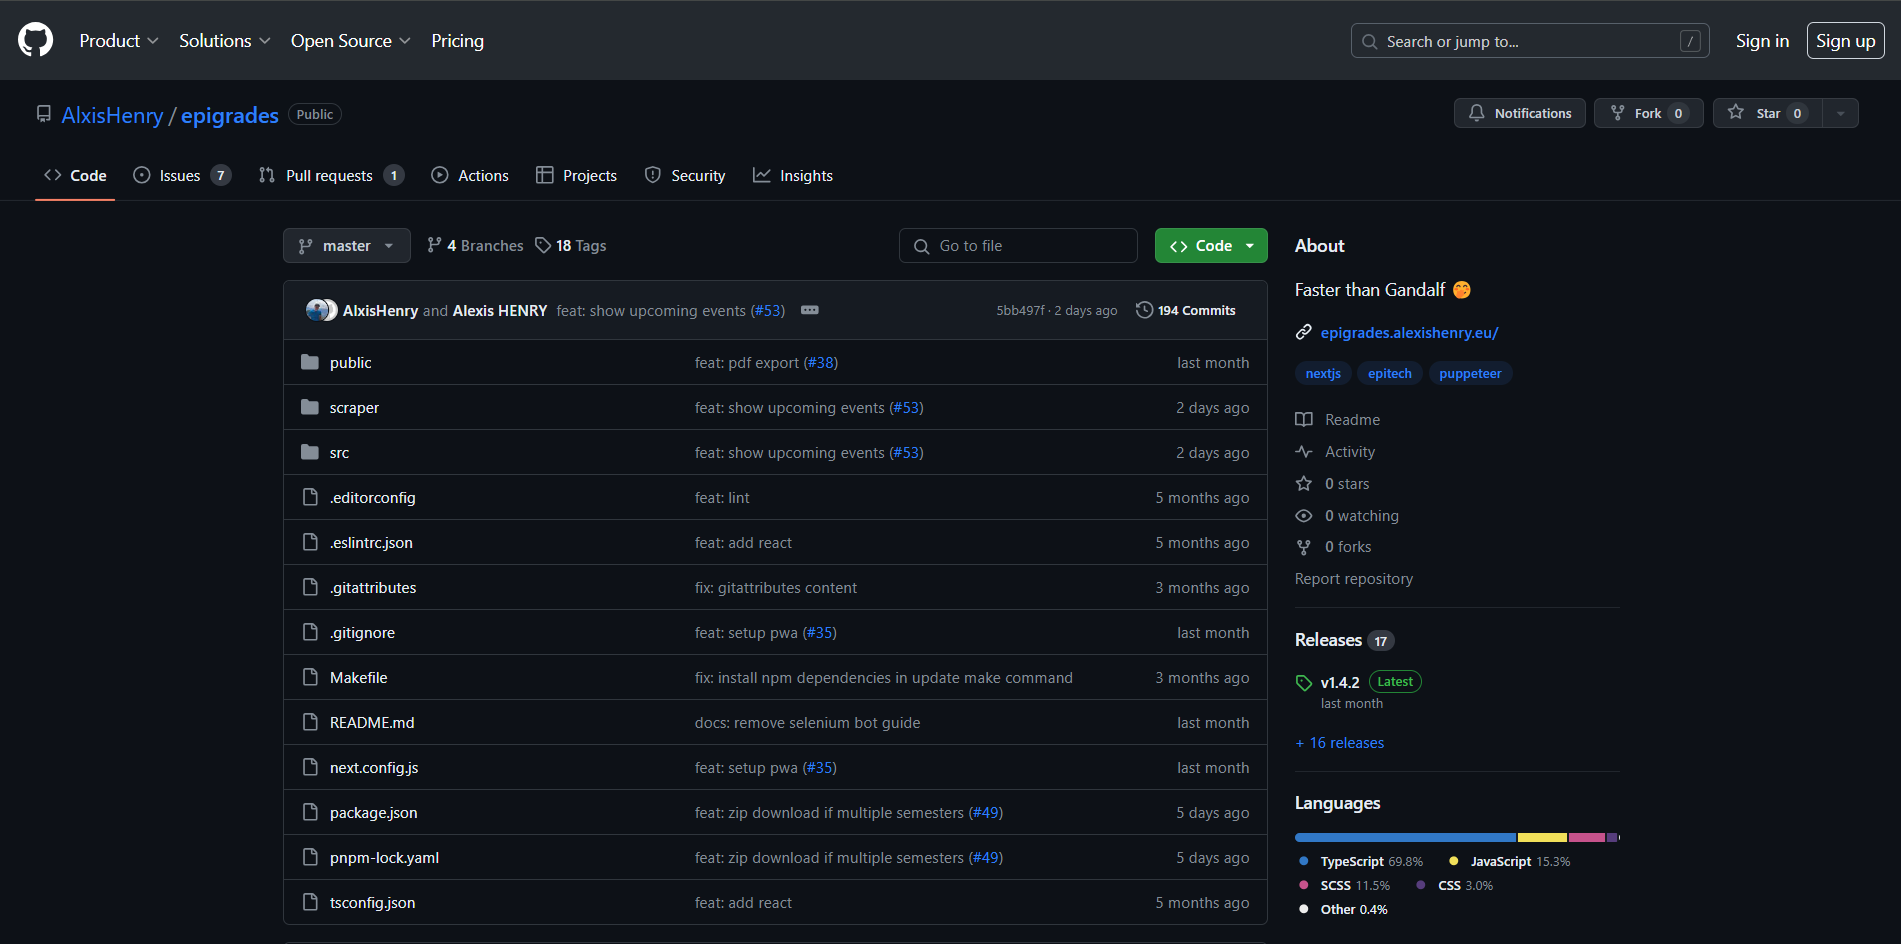 Product Solutions Open Source Pricing Search or jump to... / Sign in Sign up
AlxisHenry / epigrades Public Notifications Fork 0 Star 0
Code Issues 7 Pull requests 1 Actions Projects Security Insights
master 4 Branches 18 Tags Go to file Code
AlxisHenry and Alexis HENRY feat: show upcoming events (#53) 5bb497f · 2 days ago 194 Commits
public feat: pdf export (#38) last month
scraper feat: show upcoming events (#53) 2 days ago
src feat: show upcoming events (#53) 2 days ago
.editorconfig feat: lint 5 months ago
.eslintrc.json feat: add react 5 months ago
.gitattributes fix: gitattributes content 3 months ago
.gitignore feat: setup pwa (#35) last month
Makefile fix: install npm dependencies in update make command 3 months ago
README.md docs: remove selenium bot guide last month
next.config.js feat: setup pwa (#35) last month
package.json feat: zip download if multiple semesters (#49) 5 days ago
pnpm-lock.yaml feat: zip download if multiple semesters (#49) 5 days ago
tsconfig.json feat: add react 5 months ago
About
Faster than Gandalf 🤭
epigrades.alexishenry.eu/
nextjs epitech puppeteer
Readme
Activity
0 stars
0 watching
0 forks
Report repository
Releases 17
v1.4.2 Latest
last month
+ 16 releases
Languages
TypeScript 69.8% JavaScript 15.3%
SCSS 11.5% CSS 3.0%
Other 0.4%